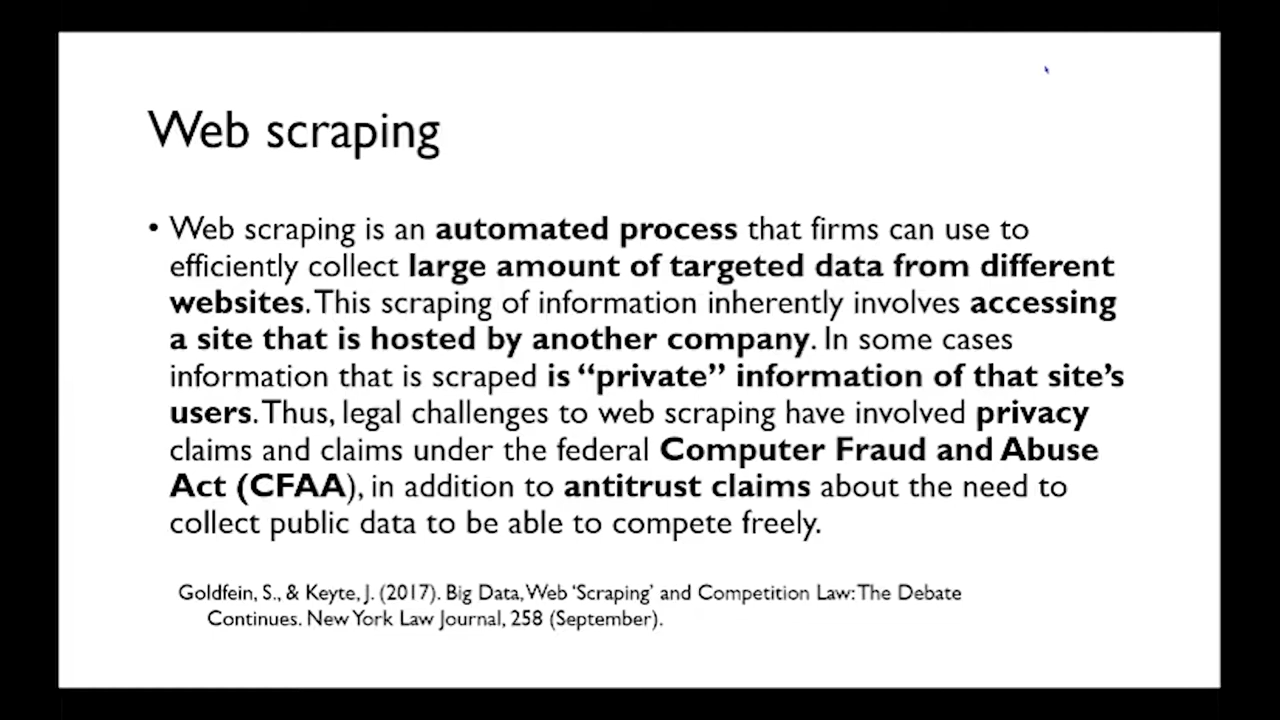 Web scraping
• Web scraping is an automated process that firms can use to
efficiently collect large amount of targeted data from different
websites. This scraping of information inherently involves accessing
a site that is hosted by another company. In some cases
information that is scraped is “private” information of that site’s
users. Thus, legal challenges to web scraping have involved privacy
claims and claims under the federal Computer Fraud and Abuse
Act (CFAA), in addition to antitrust claims about the need to
collect public data to be able to compete freely.
Goldfein, S., & Keyte, J. (2017). Big Data, Web ‘Scraping’ and Competition Law: The Debate
Continues. New York Law Journal, 258 (September).